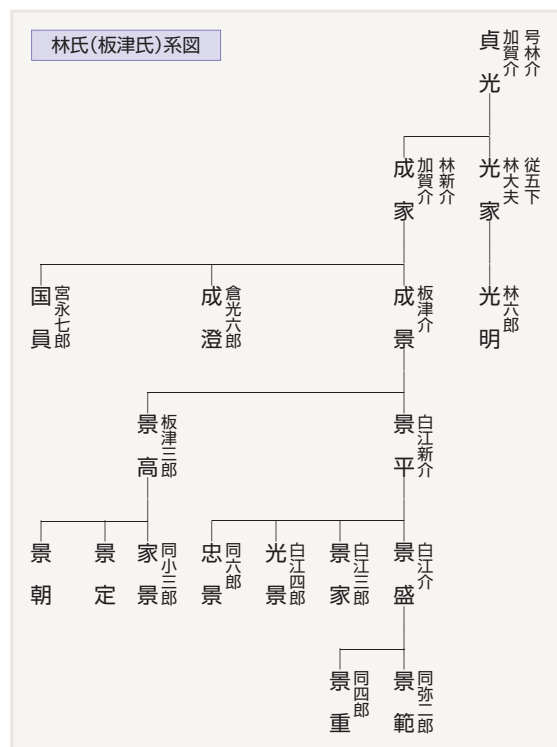 林氏（板津氏）系図
号林介
加賀介
貞光
従五下
林大夫
光家
林新介
加賀介
成家
林六郎
光明
板津介
成景
倉光六郎
成澄
宮永七郎
国員
白江新介
景平
板津三郎
景高
白江介
景盛
白江三郎
景家
白江四郎
光景
同六郎
忠景
同小三郎
家景
景定
景朝
同弥二郎
景範
同四郎
景重